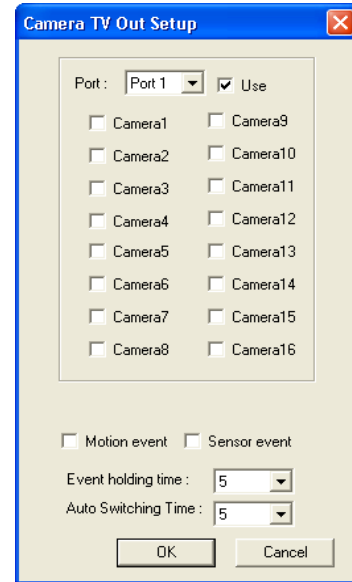 Camera TV Out Setup
Port : Port 1 Use
Camera1 Camera9
Camera2 Camera10
Camera3 Camera11
Camera4 Camera12
Camera5 Camera13
Camera6 Camera14
Camera7 Camera15
Camera8 Camera16
Motion event Sensor event
Event holding time : 5
Auto Switching Time : 5
OK Cancel